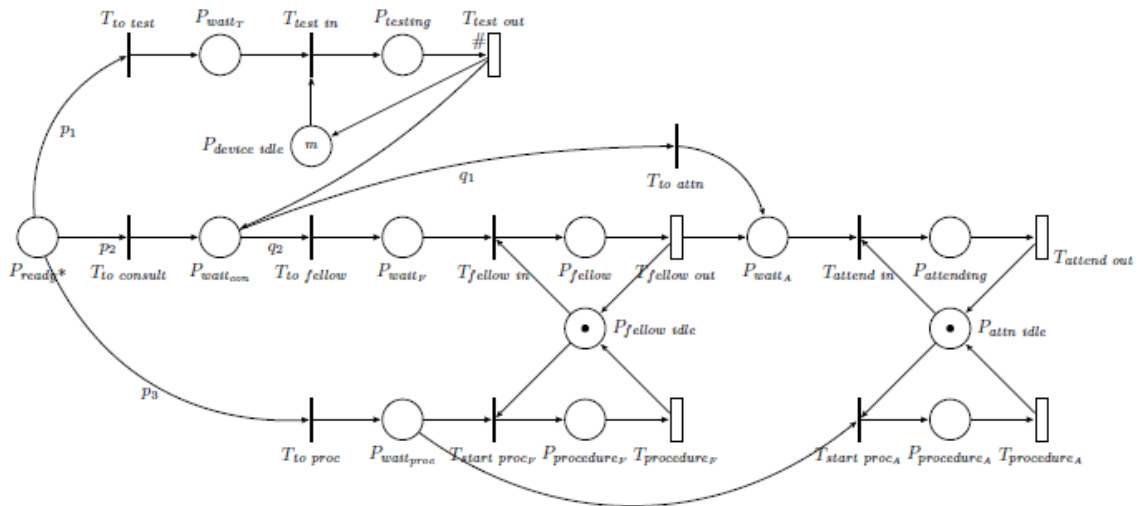 T_to test P_wait_T T_test in P_testing T_test out
#
p_1
P_device idle m
q_1
T_to attn
p_2 q_2
P_ready* T_to consult P_wait_con T_to fellow P_wait_F T_fellow in P_fellow T_fellow out P_wait_A T_attend in P_attending T_attend out
P_fellow idle P_attn idle
p_3
T_to proc P_wait_proc T_start proc_F P_procedure_F T_procedure_F T_start proc_A P_procedure_A T_procedure_A